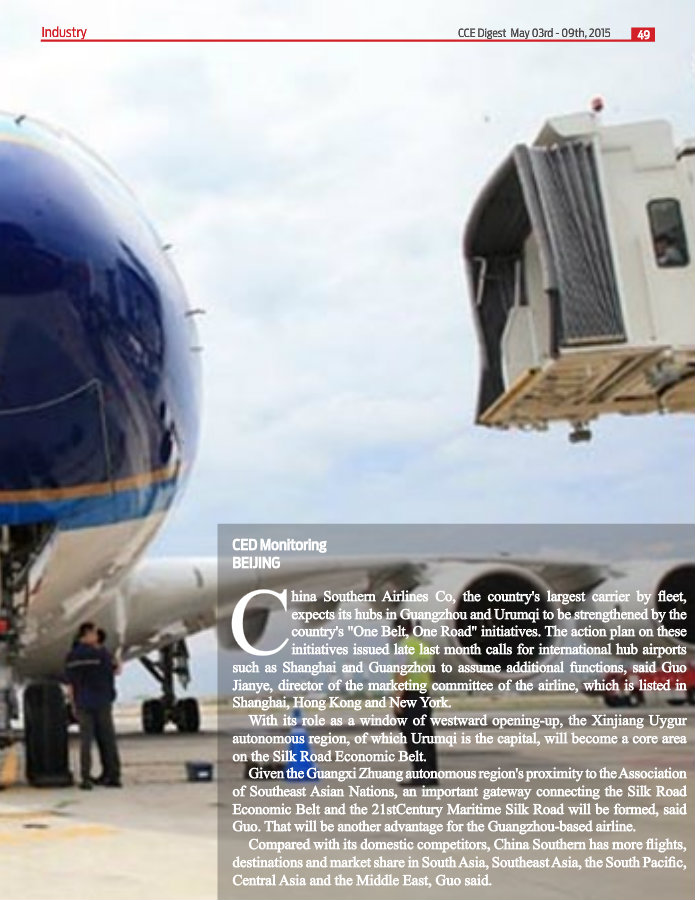 Industry
CCE Digest May 03rd - 09th, 2015
49
CED Monitoring
BEIJING
China Southern Airlines Co, the country's largest carrier by fleet,
expects its hubs in Guangzhou and Urumqi to be strengthened by the
country's "One Belt, One Road" initiatives. The action plan on these
initiatives issued late last month calls for international hub airports
such as Shanghai and Guangzhou to assume additional functions, said Guo
Jianye, director of the marketing committee of the airline, which is listed in
Shanghai, Hong Kong and New York.
With its role as a window of westward opening-up, the Xinjiang Uygur
autonomous region, of which Urumqi is the capital, will become a core area
on the Silk Road Economic Belt.
Given the Guangxi Zhuang autonomous region's proximity to the Association
of Southeast Asian Nations, an important gateway connecting the Silk Road
Economic Belt and the 21stCentury Maritime Silk Road will be formed, said
Guo. That will be another advantage for the Guangzhou-based airline.
Compared with its domestic competitors, China Southern has more flights,
destinations and market share in South Asia, Southeast Asia, the South Pacific,
Central Asia and the Middle East, Guo said.